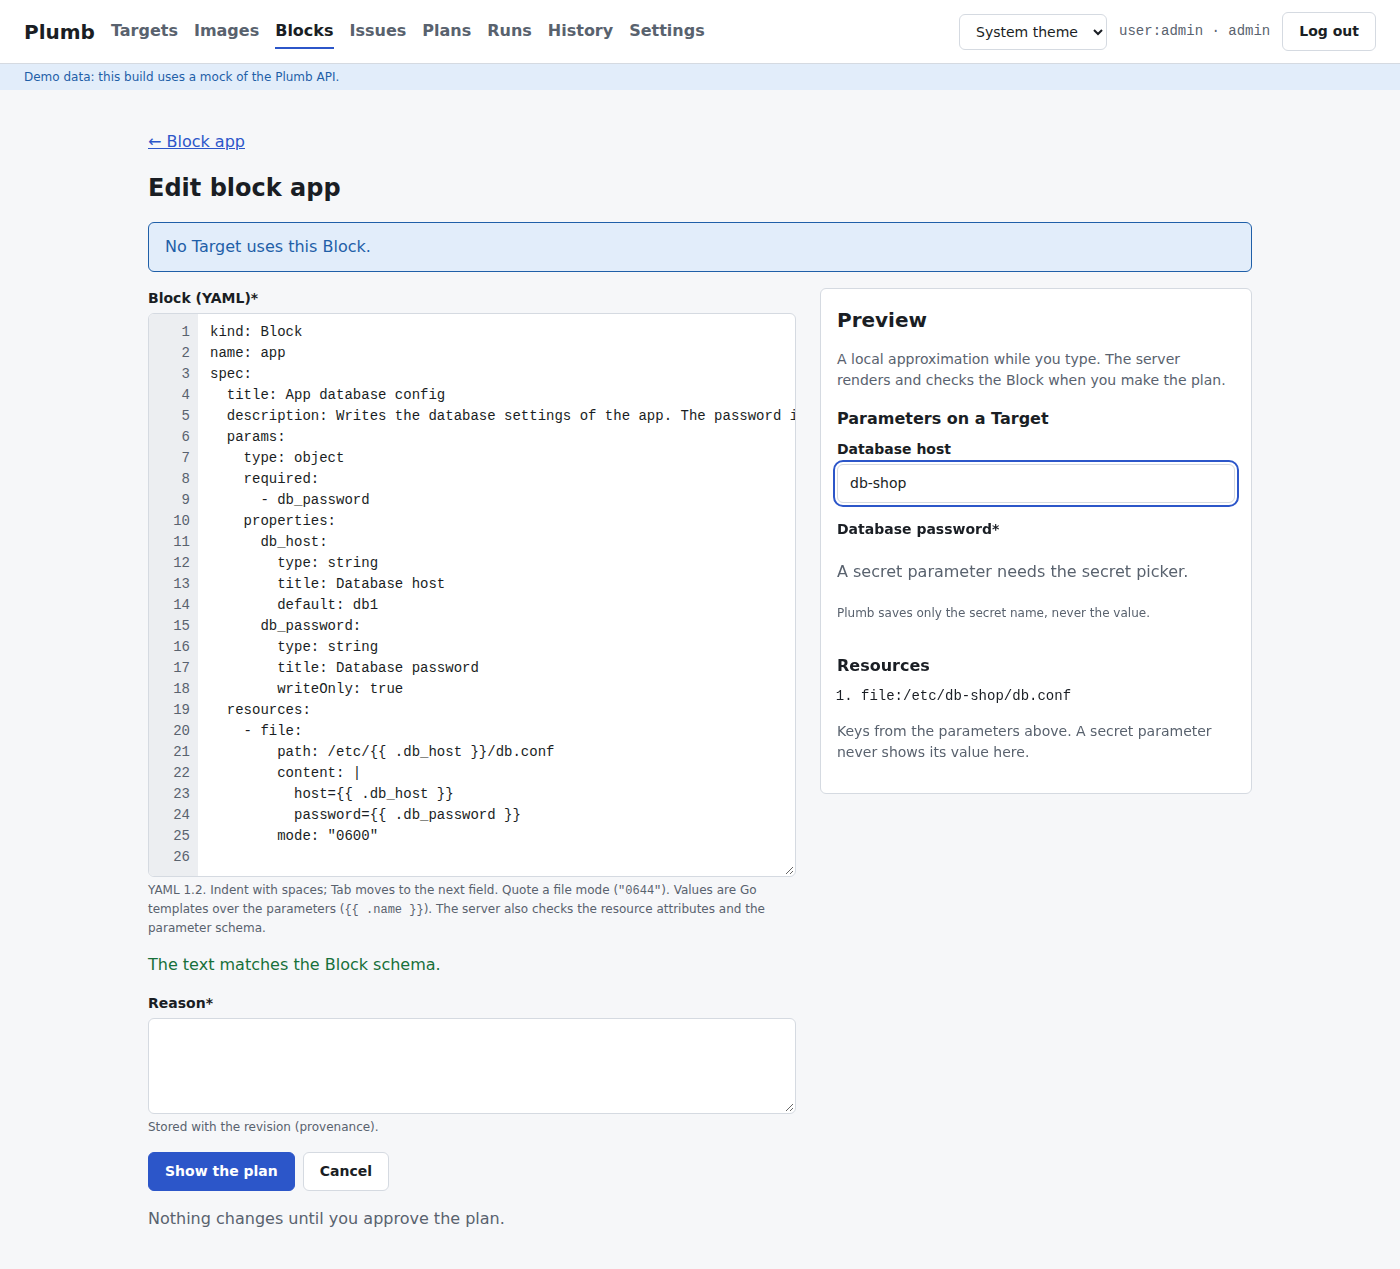 Plumb Targets Images Blocks Issues Plans Runs History Settings System theme user:admin · admin Log out
Demo data: this build uses a mock of the Plumb API.
← Block app
Edit block app
No Target uses this Block.
Block (YAML)*
1 kind: Block
2 name: app
3 spec:
4   title: App database config
5   description: Writes the database settings of the app. The password i
6   params:
7     type: object
8     required:
9       - db_password
10     properties:
11       db_host:
12         type: string
13         title: Database host
14         default: db1
15       db_password:
16         type: string
17         title: Database password
18         writeOnly: true
19   resources:
20     - file:
21         path: /etc/{{ .db_host }}/db.conf
22         content: |
23           host={{ .db_host }}
24           password={{ .db_password }}
25         mode: "0600"
26
YAML 1.2. Indent with spaces; Tab moves to the next field. Quote a file mode ("0644"). Values are Go
templates over the parameters ({{ .name }}). The server also checks the resource attributes and the
parameter schema.
The text matches the Block schema.
Reason*
Stored with the revision (provenance).
Show the plan Cancel
Nothing changes until you approve the plan.
Preview
A local approximation while you type. The server
renders and checks the Block when you make the plan.
Parameters on a Target
Database host
db-shop
Database password*
A secret parameter needs the secret picker.
Plumb saves only the secret name, never the value.
Resources
1. file:/etc/db-shop/db.conf
Keys from the parameters above. A secret parameter
never shows its value here.